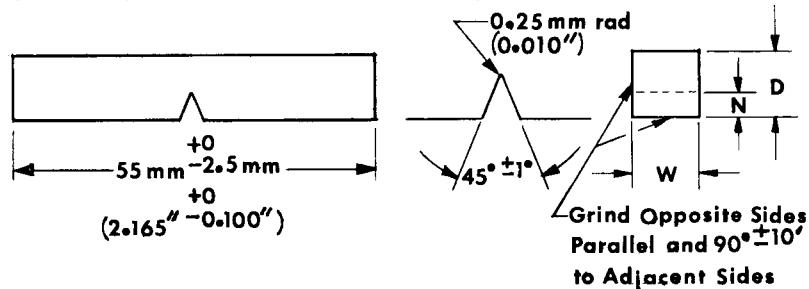 +0
55 mm -2.5 mm
+0
(2.165" -0.100")
0.25 mm rad
(0.010")
45° ±1°
D
N
W
Grind Opposite Sides
Parallel and 90° ±10'
to Adjacent Sides